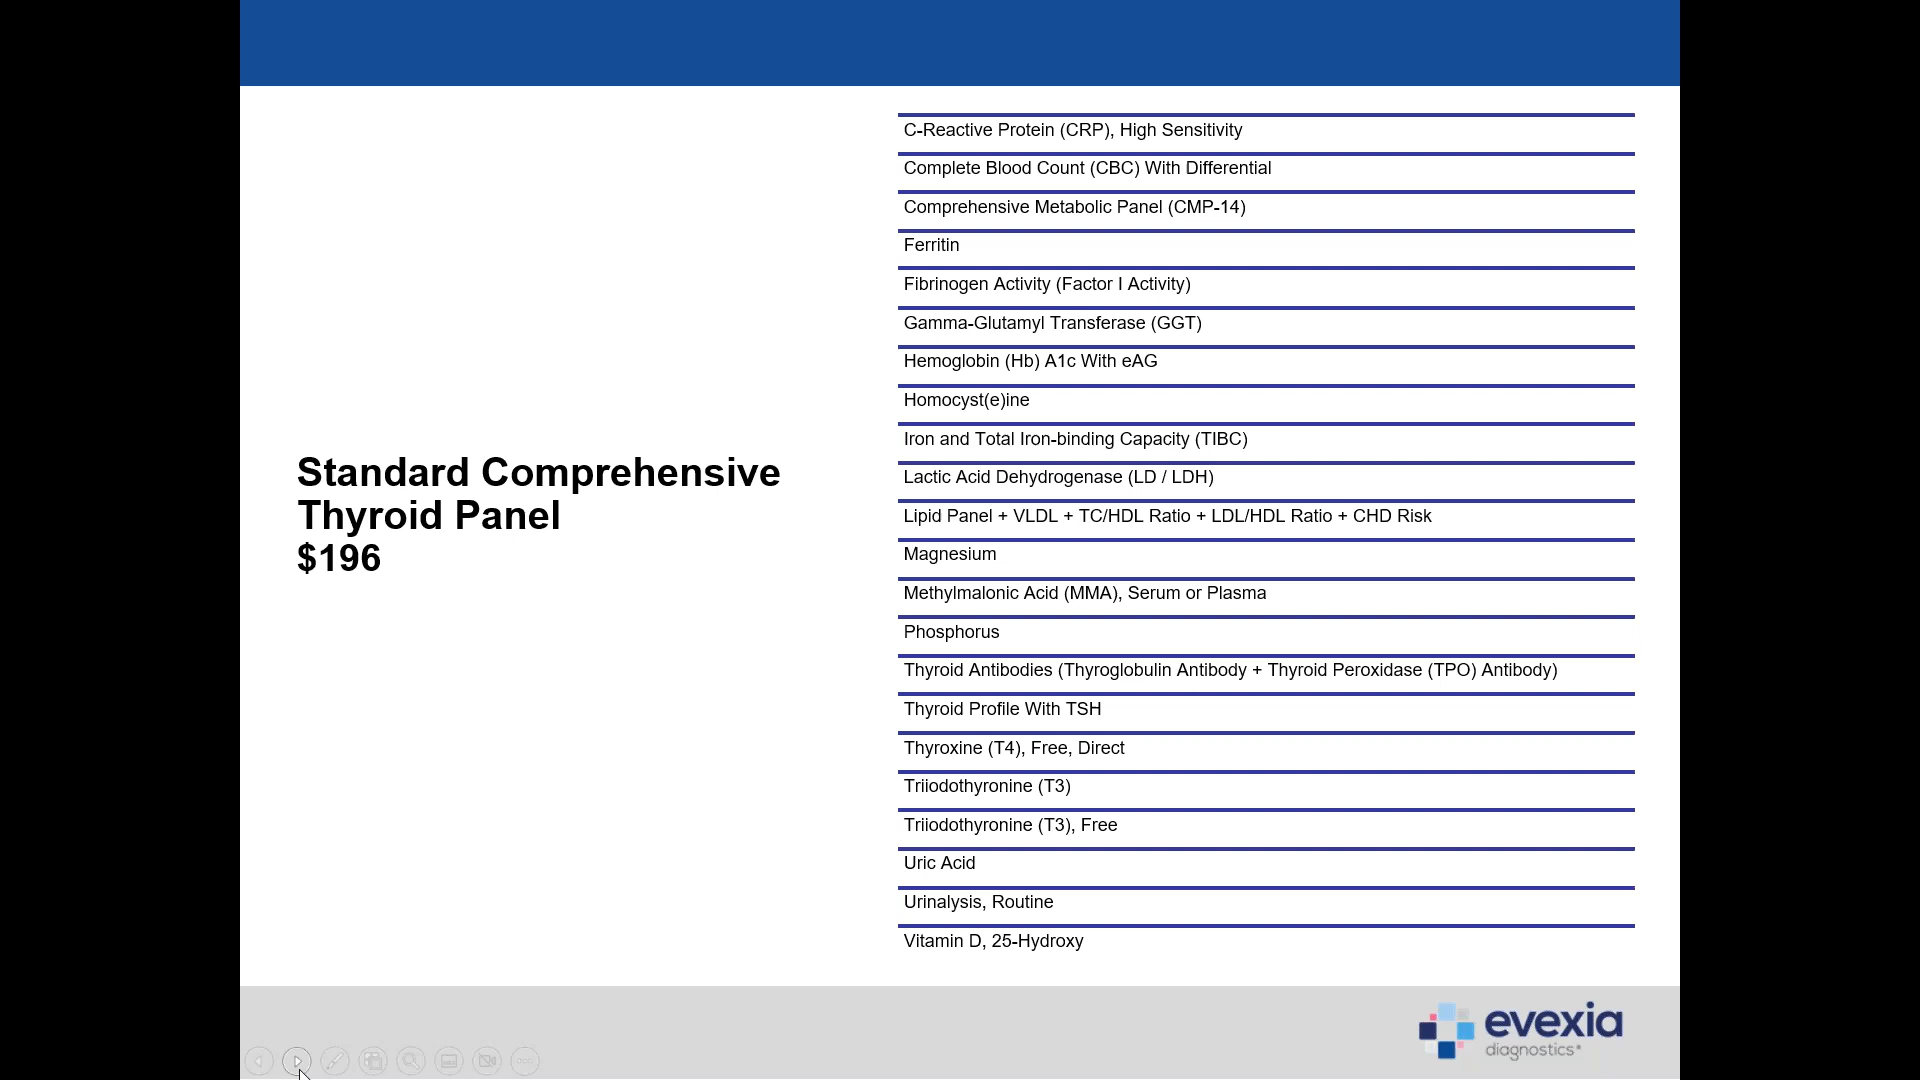 Standard Comprehensive
Thyroid Panel
$196
C-Reactive Protein (CRP), High Sensitivity
Complete Blood Count (CBC) With Differential
Comprehensive Metabolic Panel (CMP-14)
Ferritin
Fibrinogen Activity (Factor I Activity)
Gamma-Glutamyl Transferase (GGT)
Hemoglobin (Hb) A1c With eAG
Homocyst(e)ine
Iron and Total Iron-binding Capacity (TIBC)
Lactic Acid Dehydrogenase (LD / LDH)
Lipid Panel + VLDL + TC/HDL Ratio + LDL/HDL Ratio + CHD Risk
Magnesium
Methylmalonic Acid (MMA), Serum or Plasma
Phosphorus
Thyroid Antibodies (Thyroglobulin Antibody + Thyroid Peroxidase (TPO) Antibody)
Thyroid Profile With TSH
Thyroxine (T4), Free, Direct
Triiodothyronine (T3)
Triiodothyronine (T3), Free
Uric Acid
Urinalysis, Routine
Vitamin D, 25-Hydroxy
evexia
diagnostics